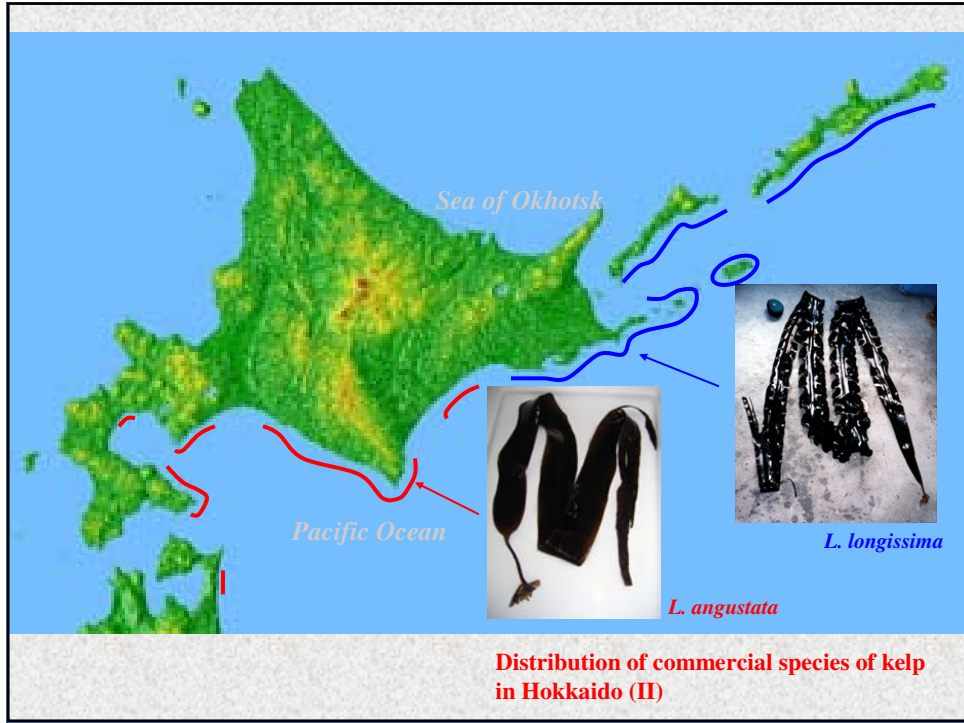 Sea of Okhotsk
Pacific Ocean
L. longissima
L. angustata
Distribution of commercial species of kelp
in Hokkaido (II)